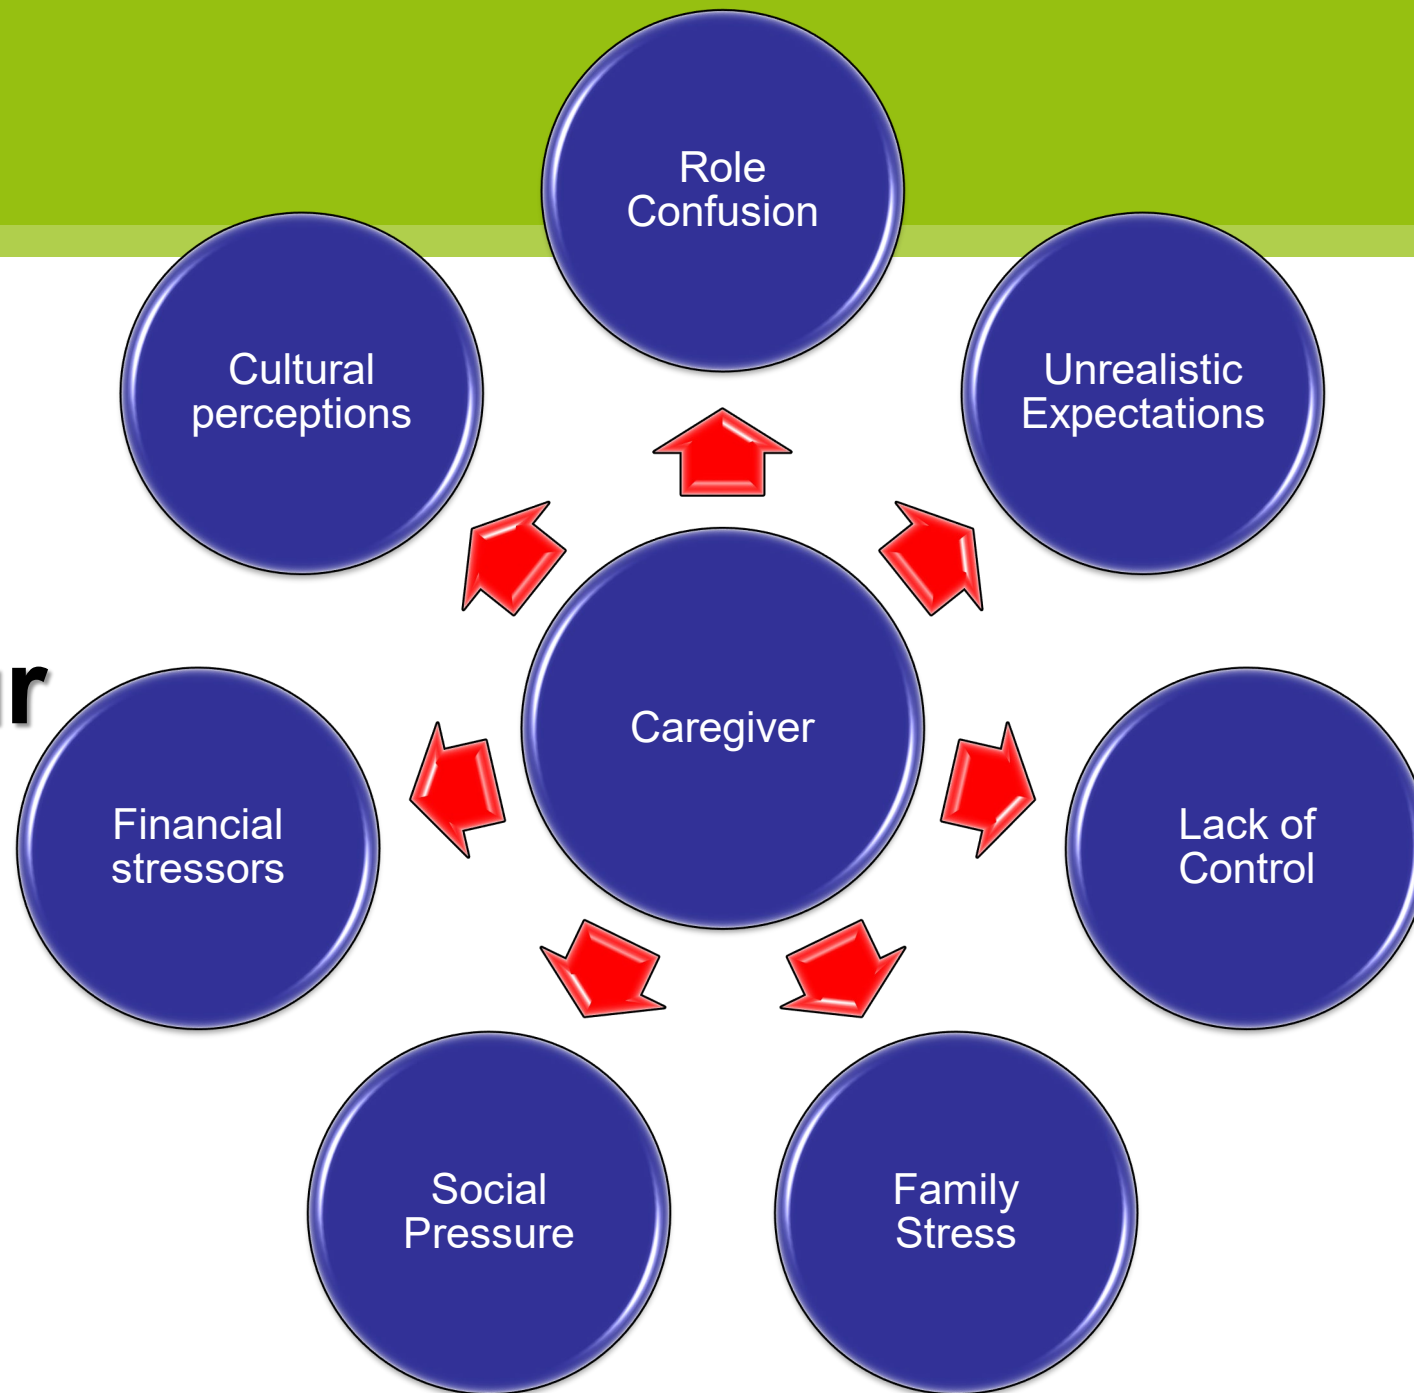 Role
Confusion
Unrealistic
Expectations
Lack of
Control
Family
Stress
Social
Pressure
Financial
stressors
Cultural
perceptions
Caregiver